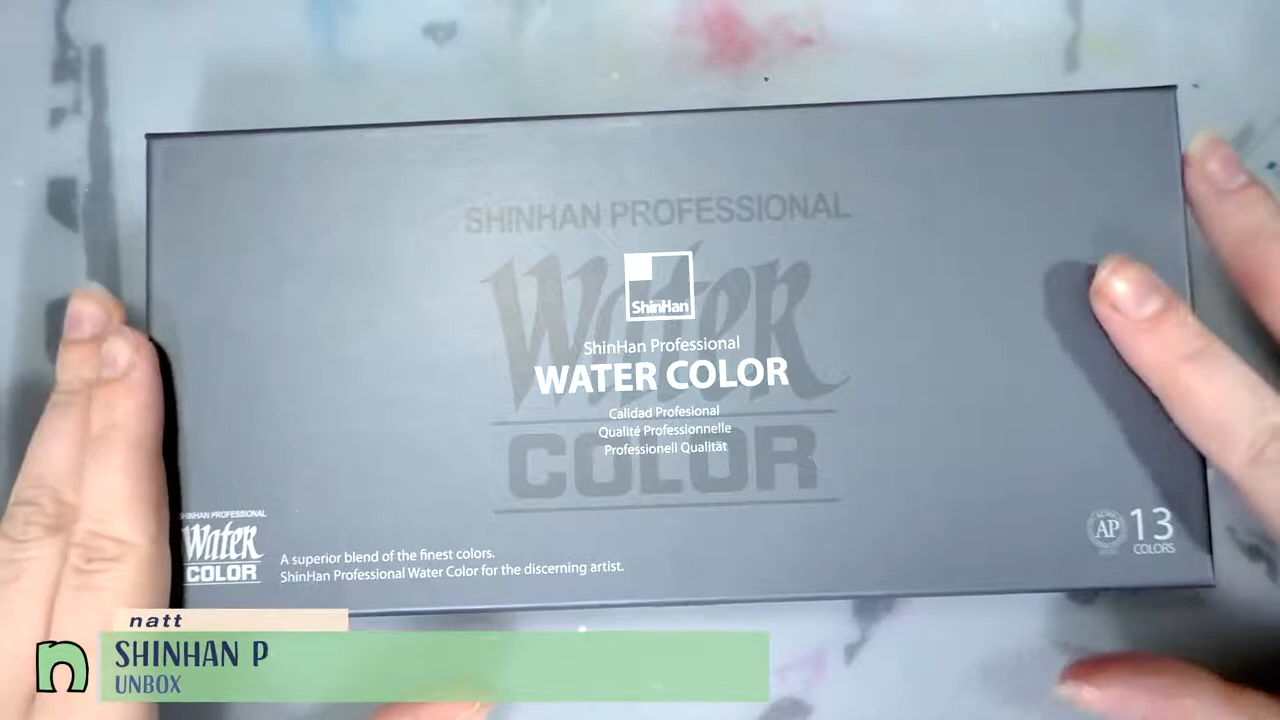 SHINHAN PROFESSIONAL
Water
COLOR
ShinHan
ShinHan Professional
WATER COLOR
Calidad Profesional
Qualité Professionnelle
Professionell Qualität
SHINHAN PROFESSIONAL
Water
COLOR
A superior blend of the finest colors.
ShinHan Professional Water Color for the discerning artist.
AP
13
COLORS
natt
n
SHINHAN P
UNBOX